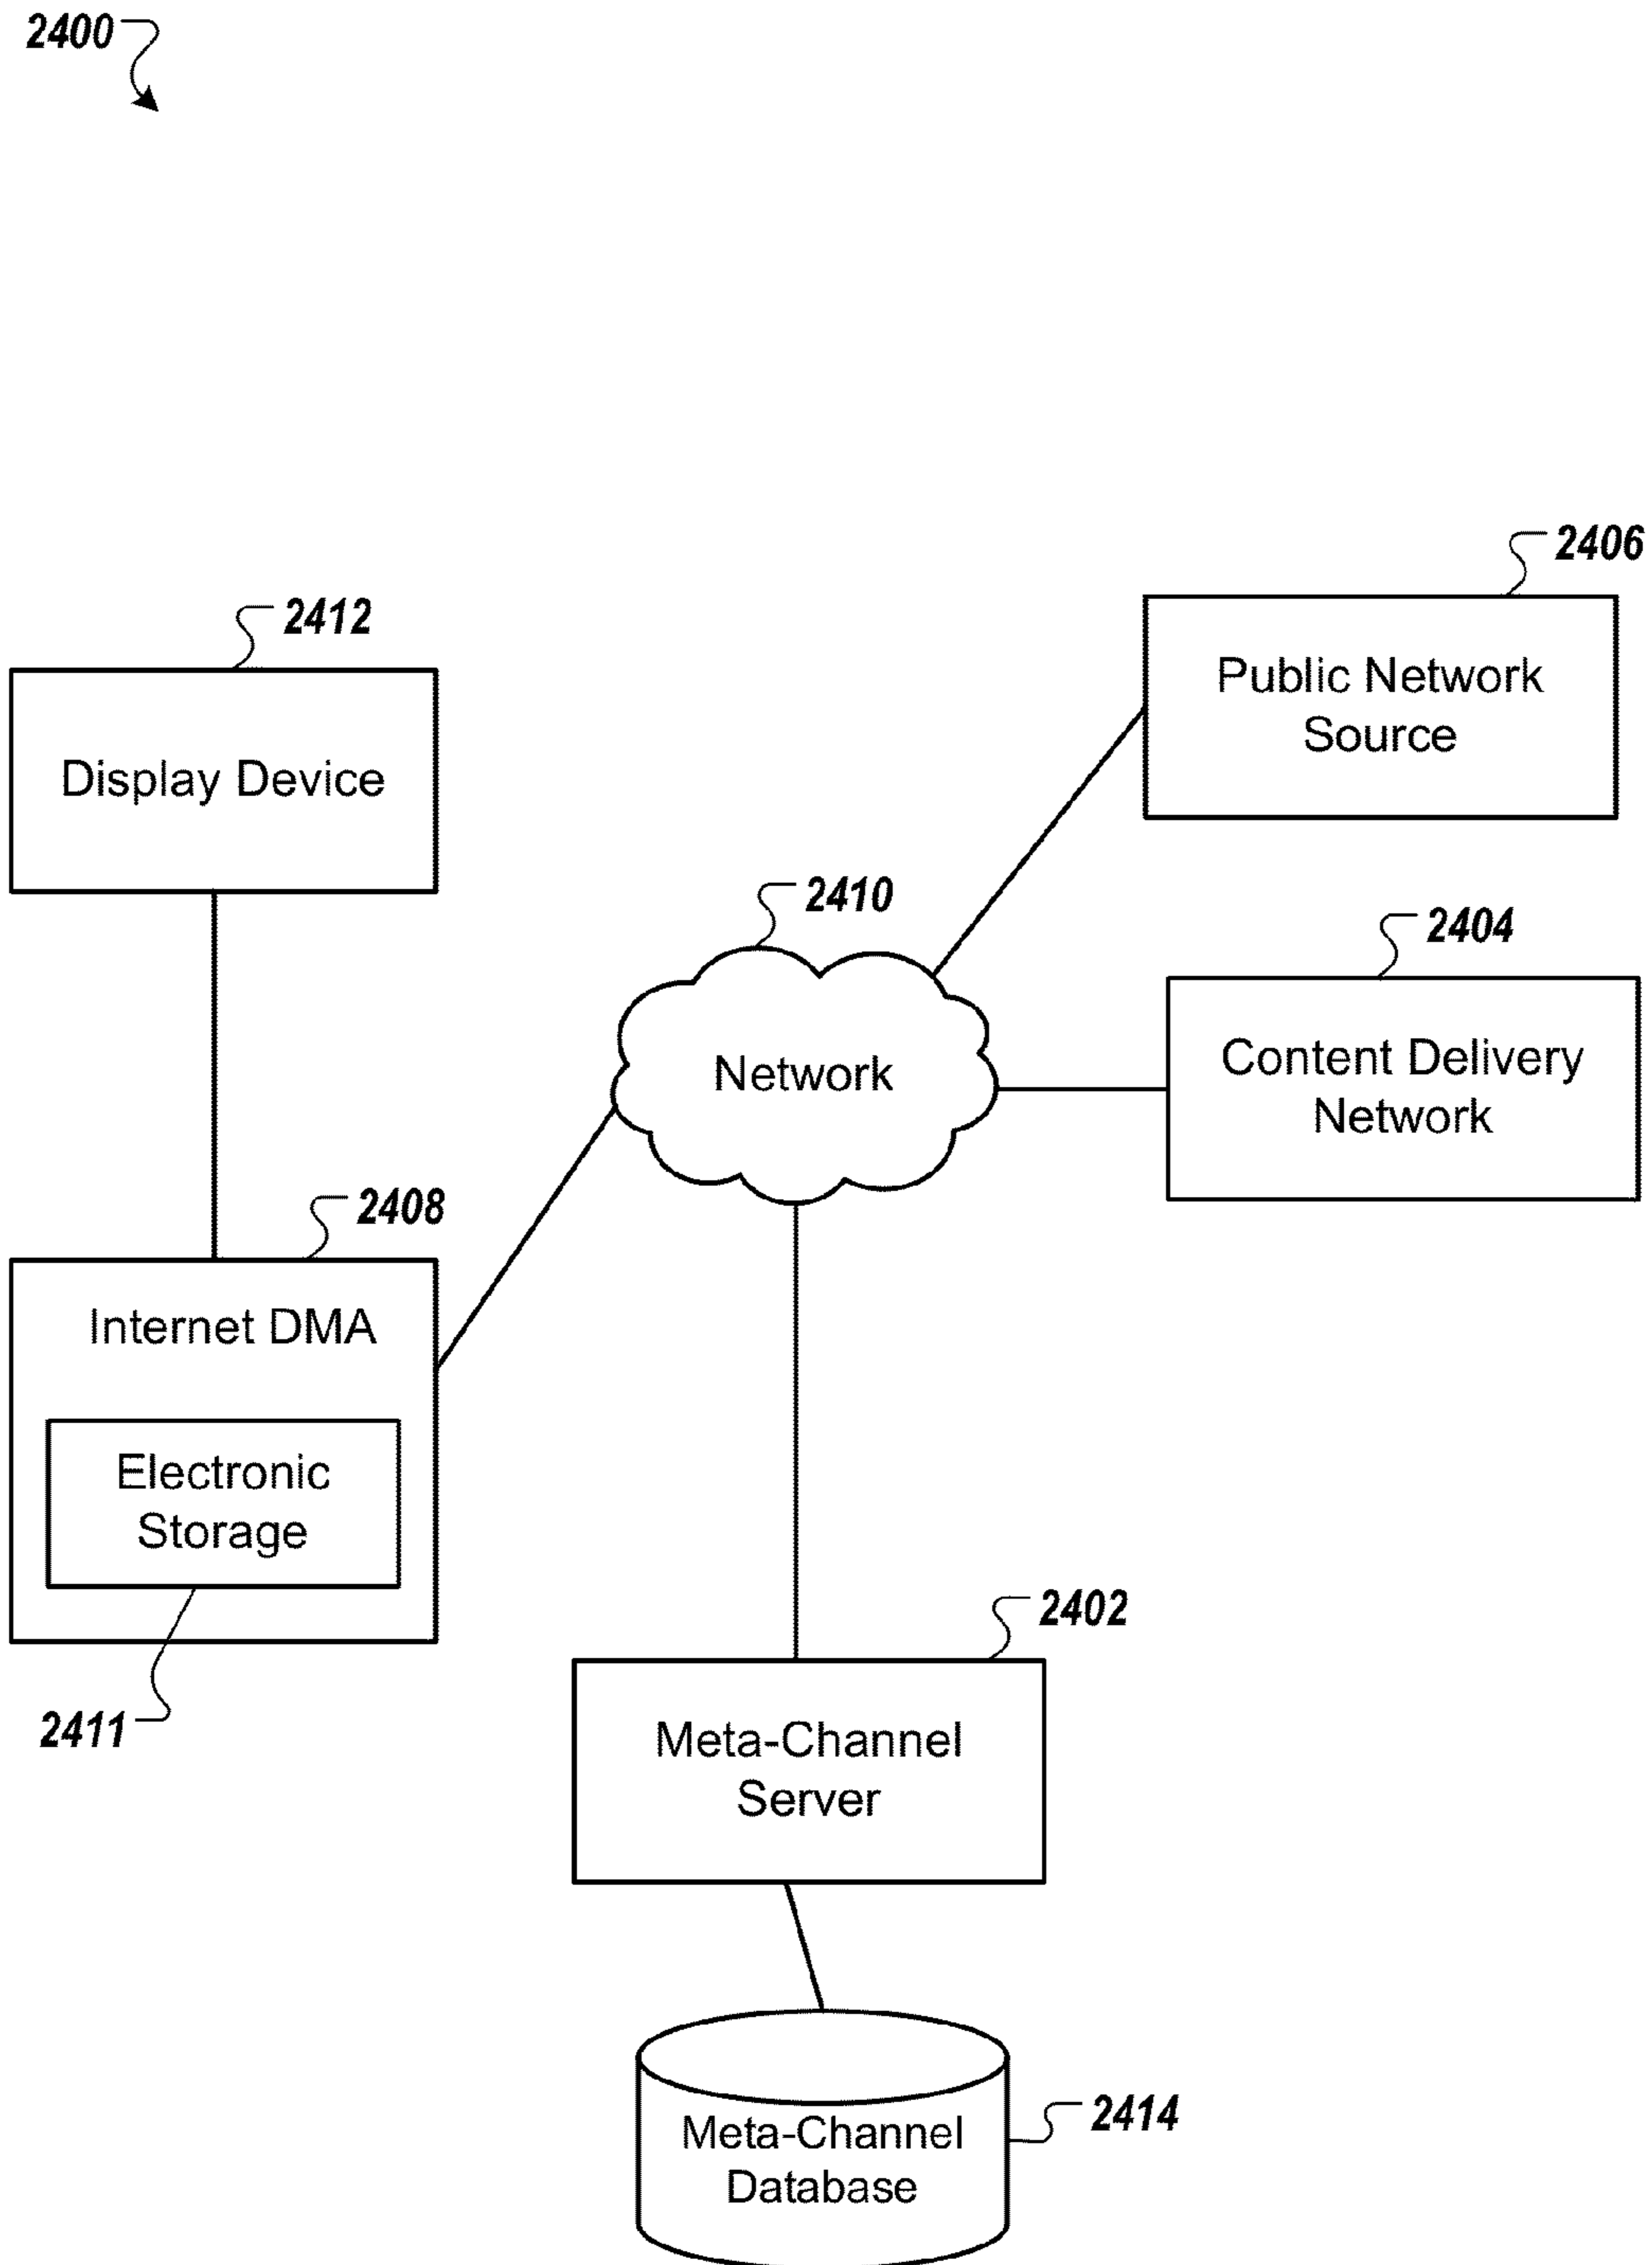 2400
2406
Public Network
Source
2412
Display Device
2410
Network
2404
Content Delivery
Network
2408
Internet DMA
Electronic
Storage
2411
2402
Meta-Channel
Server
2414
Meta-Channel
Database